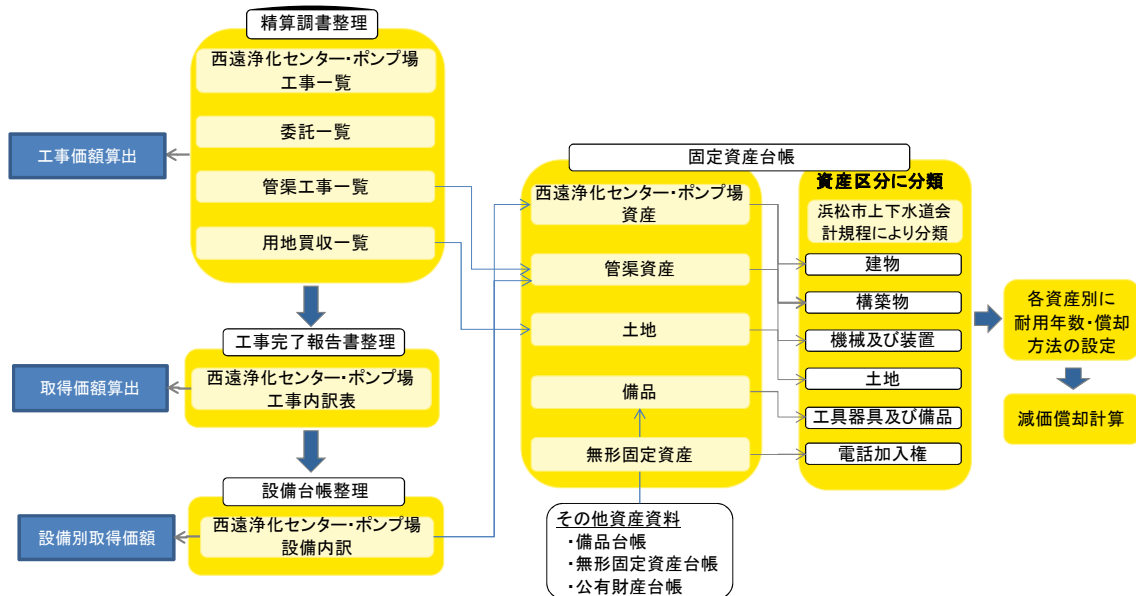 精算調書整理
西遠浄化センター・ポンプ場
工事一覧
委託一覧
管渠工事一覧
用地買収一覧
工事価額算出
工事完了報告書整理
西遠浄化センター・ポンプ場
工事内訳表
取得価額算出
設備台帳整理
西遠浄化センター・ポンプ場
設備内訳
設備別取得価額
固定資産台帳
西遠浄化センター・ポンプ場
資産
管渠資産
土地
備品
無形固定資産
その他資産資料
・備品台帳
・無形固定資産台帳
・公有財産台帳
資産区分に分類
浜松市上下水道会
計規程により分類
建物
構築物
機械及び装置
土地
工具器具及び備品
電話加入権
各資産別に
耐用年数・償却
方法の設定
減価償却計算